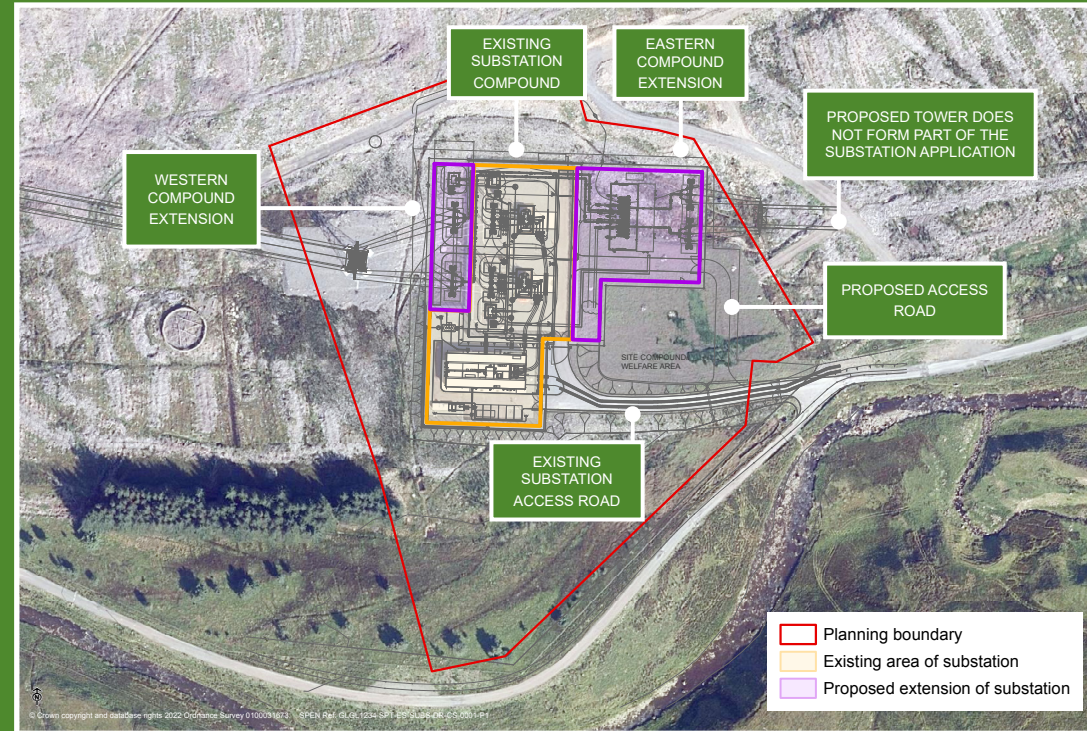 EXISTING
SUBSTATION
COMPOUND
EASTERN
COMPOUND
EXTENSION
PROPOSED TOWER DOES
NOT FORM PART OF THE
SUBSTATION APPLICATION
WESTERN
COMPOUND
EXTENSION
PROPOSED ACCESS
ROAD
SITE COMPOUND
WELFARE AREA
EXISTING
SUBSTATION
ACCESS ROAD
Planning boundary
Existing area of substation
Proposed extension of substation
N
© Crown copyright and database rights 2022 Ordnance Survey 0100031673 SPEN Ref.